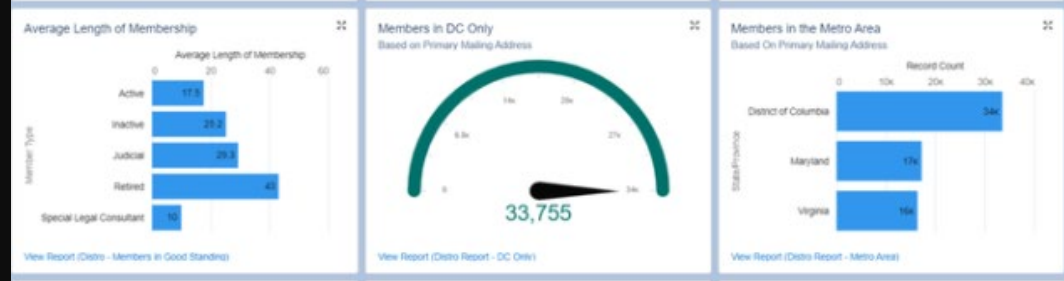 Average Length of Membership
Average Length of Membership
0 20 40 60
Member Type
Active 17.5
Inactive 25.2
Judicial 29.3
Retired 43
Special Legal Consultant 10
View Report (Distro - Members in Good Standing)
Members in DC Only
Based on Primary Mailing Address
0
6.8k
14k
20k
27k
34k
33,755
View Report (Distro Report - DC Only)
Members in the Metro Area
Based On Primary Mailing Address
Record Count
0 10k 20k 30k 40k
State/Province
District of Columbia 34k
Maryland 17k
Virginia 16k
View Report (Distro Report - Metro Area)